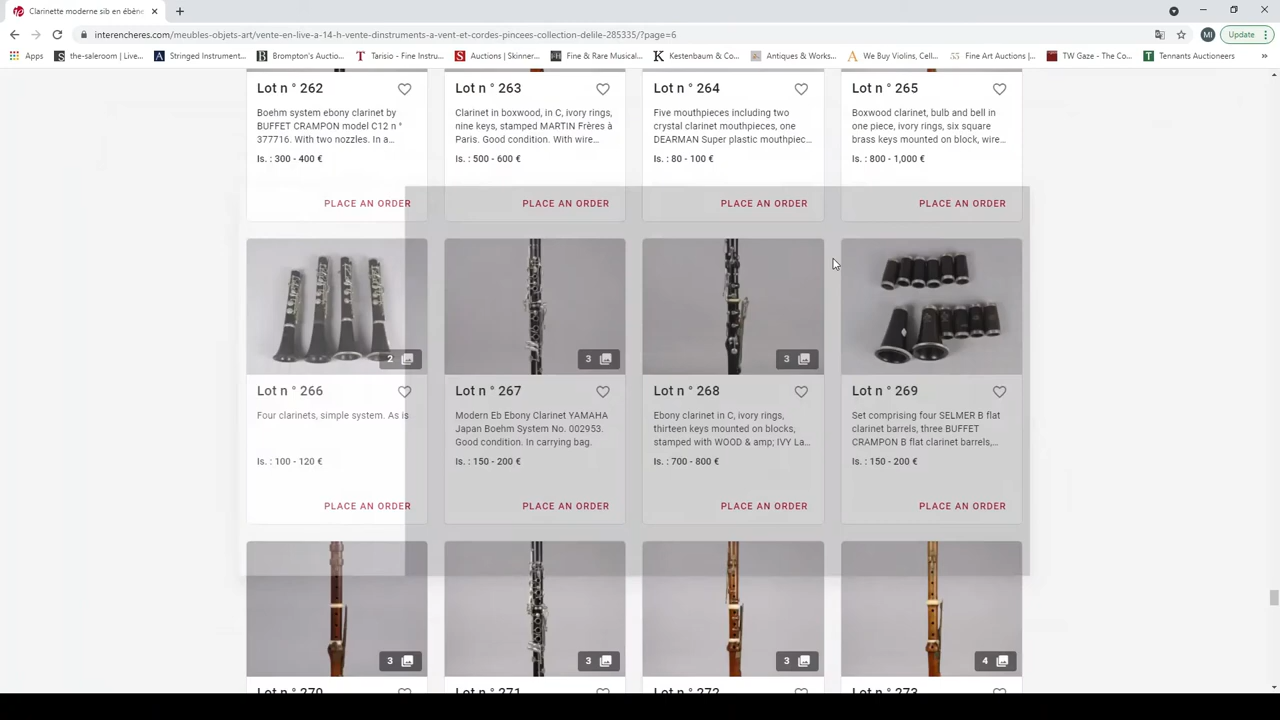 Clarinette moderne sib en ébène
interencheres.com/meubles-objets-art/vente-en-live-a-14-h-vente-dinstruments-a-vent-et-cordes-pincees-collection-delile-285335/?page=6
MI
Update
Apps
the-saleroom | Live...
Stringed Instrument...
Brompton's Auctio...
Tarisio - Fine Instru...
Auctions | Skinner...
Fine & Rare Musical...
Kestenbaum & Co...
Antiques & Works...
We Buy Violins, Cell...
Fine Art Auctions |...
TW Gaze - The Co...
Tennants Auctioneers
Lot n ° 262
Boehm system ebony clarinet by
BUFFET CRAMPON model C12 n °
377716. With two nozzles. In a...
Is. : 300 - 400 €
PLACE AN ORDER
Lot n ° 263
Clarinet in boxwood, in C, ivory rings,
nine keys, stamped MARTIN Frères à
Paris. Good condition. With wire...
Is. : 500 - 600 €
PLACE AN ORDER
Lot n ° 264
Five mouthpieces including two
crystal clarinet mouthpieces, one
DEARMAN Super plastic mouthpiec...
Is. : 80 - 100 €
PLACE AN ORDER
Lot n ° 265
Boxwood clarinet, bulb and bell in
one piece, ivory rings, six square
brass keys mounted on block, wire...
Is. : 800 - 1,000 €
PLACE AN ORDER
2
Lot n ° 266
Four clarinets, simple system. As is
Is. : 100 - 120 €
PLACE AN ORDER
3
Lot n ° 267
Modern Eb Ebony Clarinet YAMAHA
Japan Boehm System No. 002953.
Good condition. In carrying bag.
Is. : 150 - 200 €
PLACE AN ORDER
3
Lot n ° 268
Ebony clarinet in C, ivory rings,
thirteen keys mounted on blocks,
stamped with WOOD & amp; IVY La...
Is. : 700 - 800 €
PLACE AN ORDER
Lot n ° 269
Set comprising four SELMER B flat
clarinet barrels, three BUFFET
CRAMPON B flat clarinet barrels,...
Is. : 150 - 200 €
PLACE AN ORDER
3
Lot n ° 270
3
Lot n ° 271
3
Lot n ° 272
4
Lot n ° 273